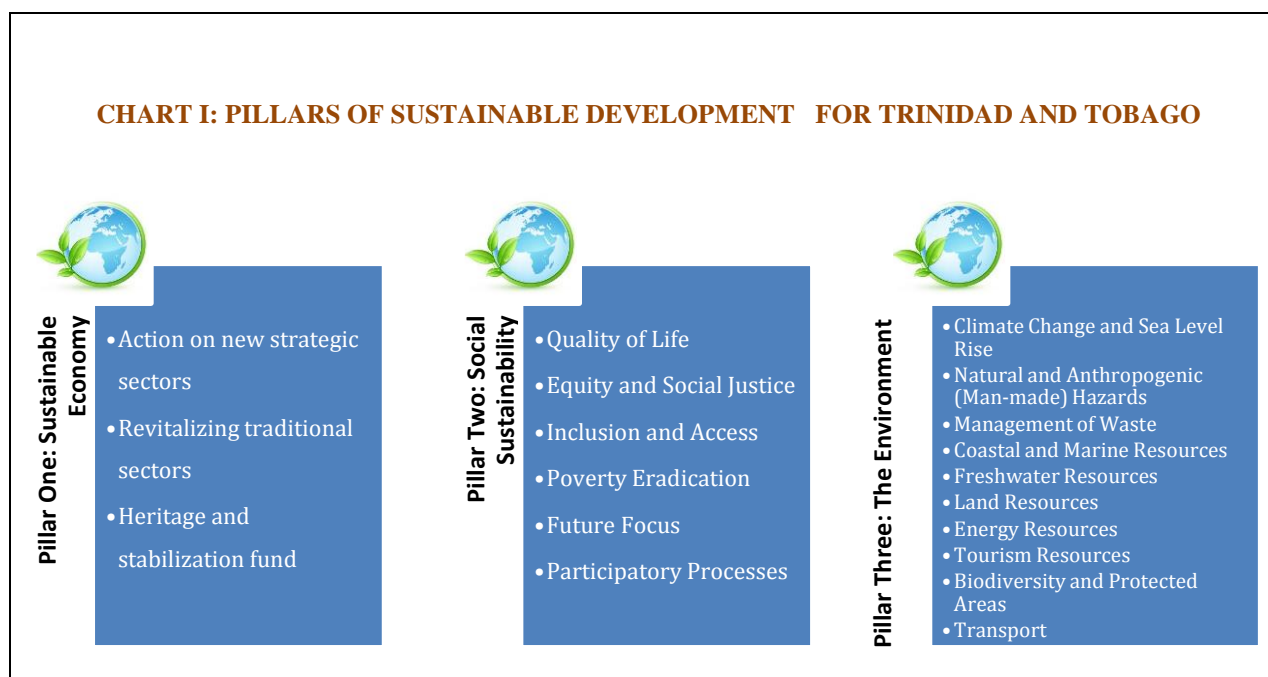 CHART I: PILLARS OF SUSTAINABLE DEVELOPMENT FOR TRINIDAD AND TOBAGO
Pillar One: Sustainable
Economy
•Action on new strategic
sectors
•Revitalizing traditional
sectors
•Heritage and
stabilization fund
Pillar Two: Social
Sustainability
•Quality of Life
•Equity and Social Justice
•Inclusion and Access
•Poverty Eradication
•Future Focus
•Participatory Processes
Pillar Three: The Environment
•Climate Change and Sea Level
Rise
•Natural and Anthropogenic
(Man-made) Hazards
•Management of Waste
•Coastal and Marine Resources
•Freshwater Resources
•Land Resources
•Energy Resources
•Tourism Resources
•Biodiversity and Protected
Areas
•Transport